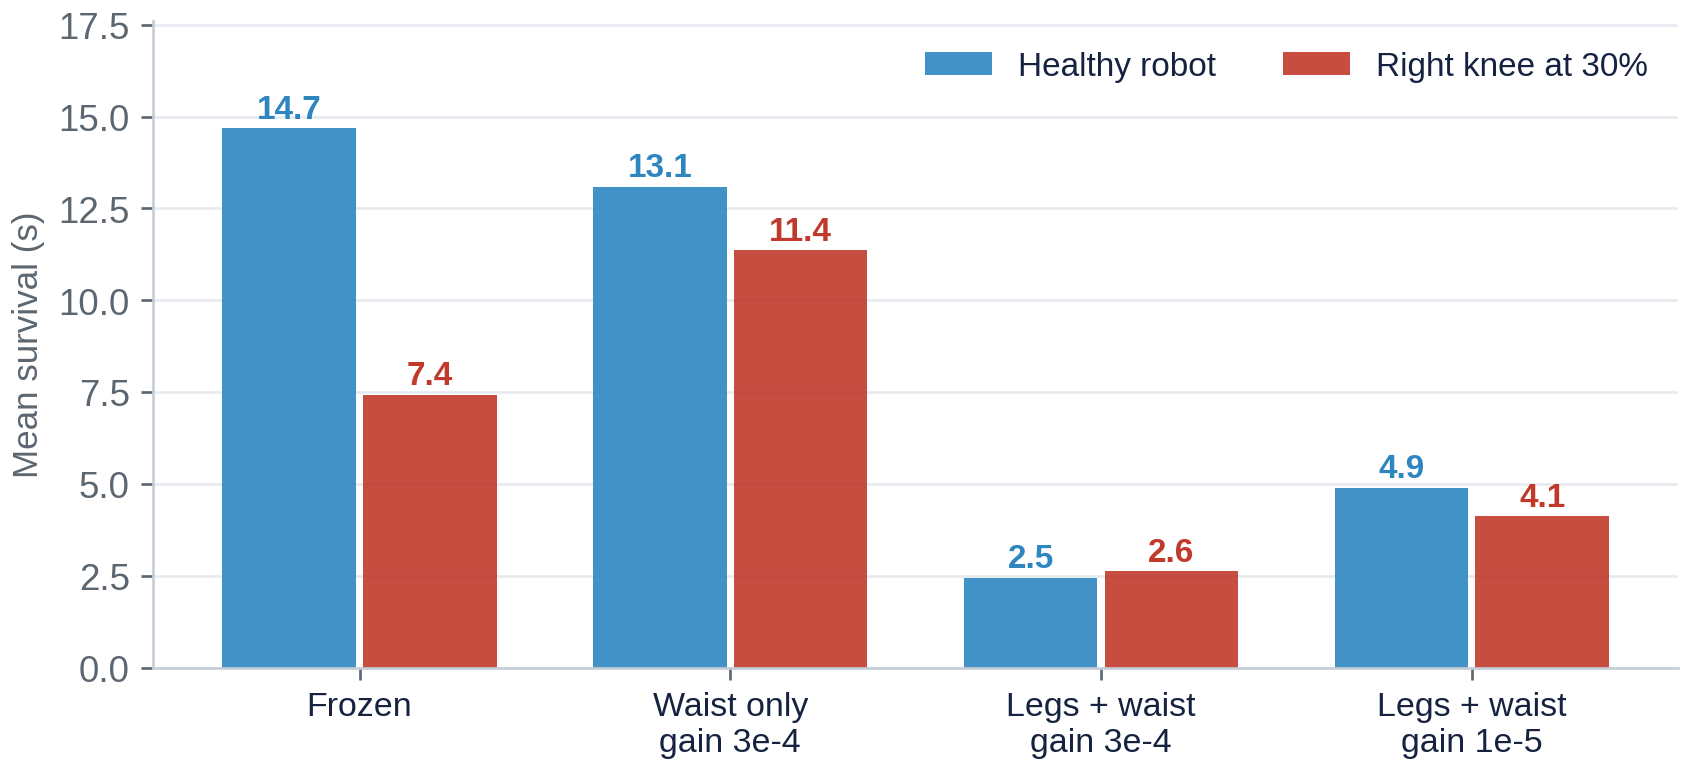 17.5
15.0
12.5
10.0
7.5
5.0
2.5
0.0
Mean survival (s)
Healthy robot
Right knee at 30%
14.7
7.4
13.1
11.4
2.5
2.6
4.9
4.1
Frozen
Waist only
gain 3e-4
Legs + waist
gain 3e-4
Legs + waist
gain 1e-5